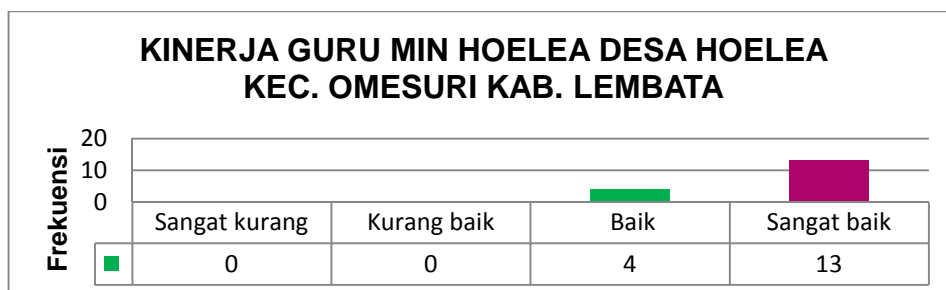 KINERJA GURU MIN HOELEA DESA HOELEA
KEC. OMESURI KAB. LEMBATA
Frekuensi
20
10
0
Sangat kurang Kurang baik Baik Sangat baik
0 0 4 13